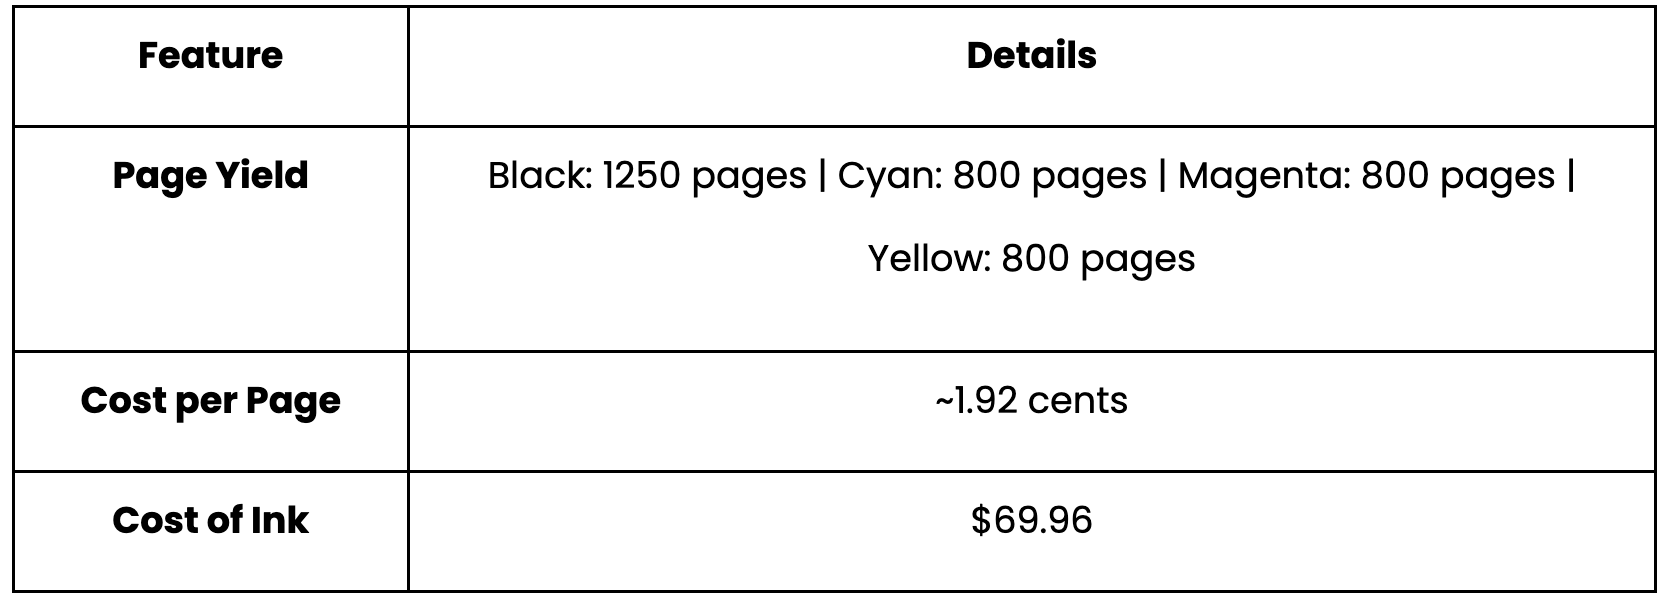 Feature
Details
Page Yield
Black: 1250 pages | Cyan: 800 pages | Magenta: 800 pages |
Yellow: 800 pages
Cost per Page
~1.92 cents
Cost of Ink
$69.96